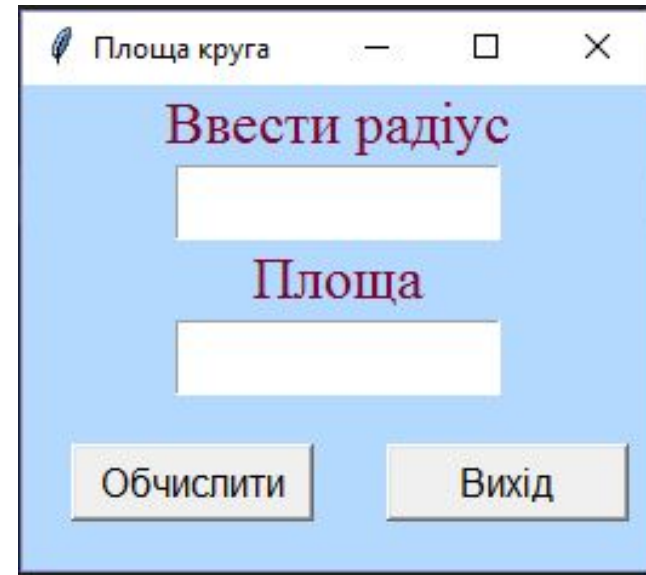 Площа круга
Ввести радіус
Площа
Обчислити
Вихід